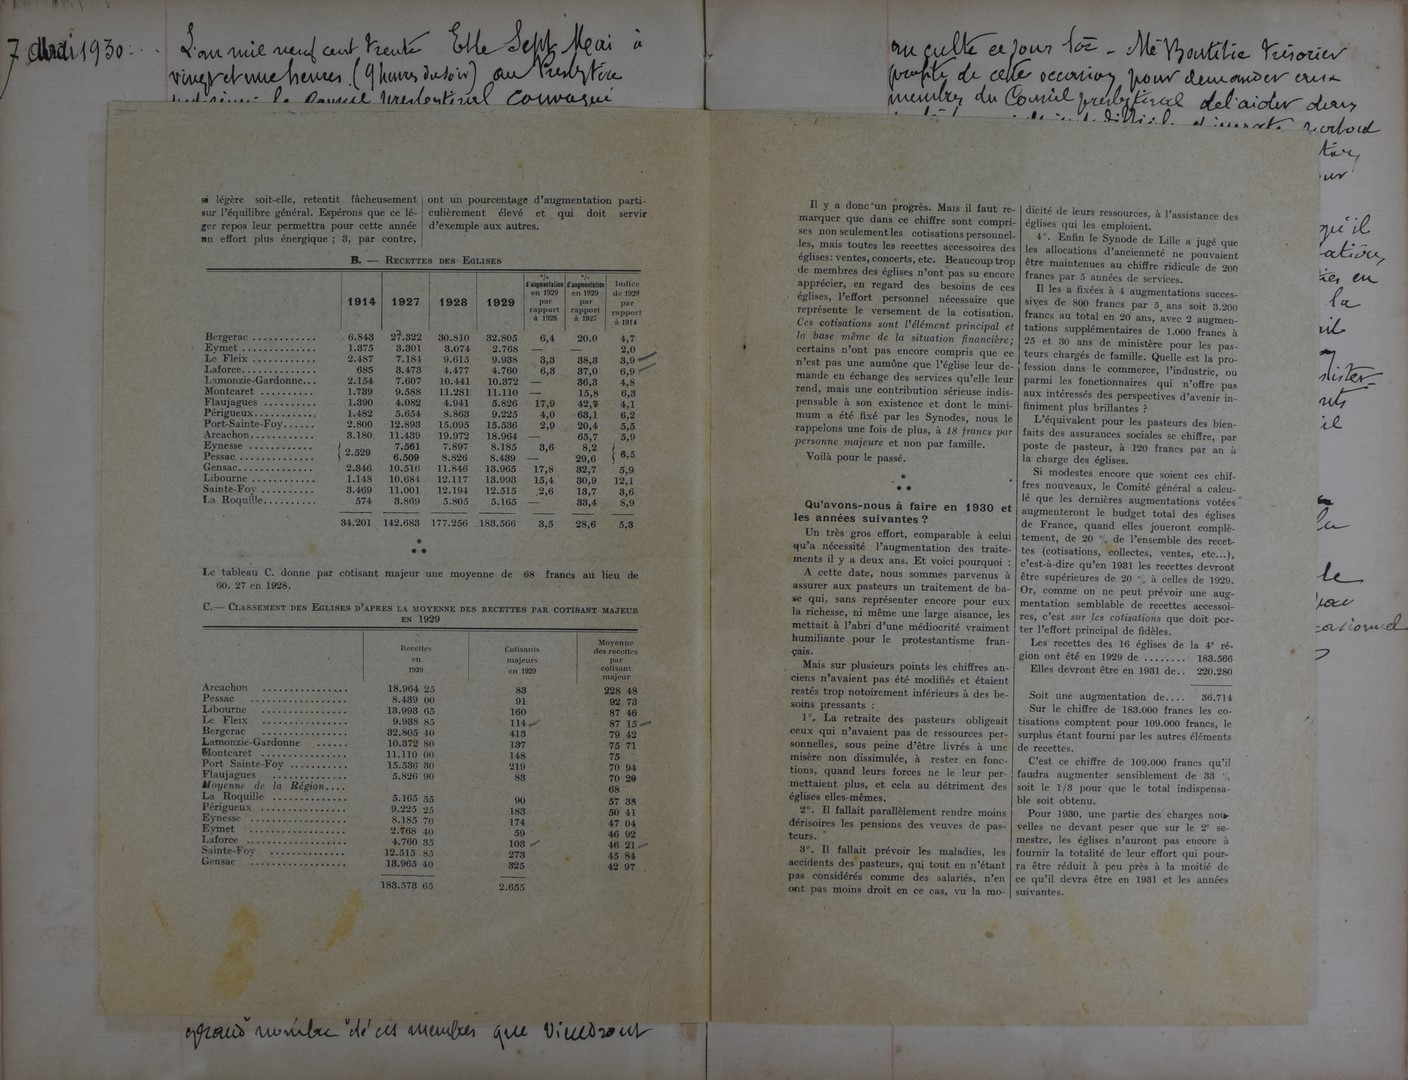 7 Mai 1930
L'an mil neuf cent trente Et le Sept Mai à
vingt et une heures (9 heures du soir) au Presbytère
le Conseil presbytéral convoqué
au culte ce jour là - Mr Boutitie trésorier
profite de cette occasion pour demander aux
membres du Conseil presbytéral de l'aider dans
si légère soit-elle, retentit fâcheusement
sur l'équilibre général. Espérons que ce lé-
ger repos leur permettra pour cette année
un effort plus énergique ; 3, par contre,
ont un pourcentage d'augmentation parti-
culièrement élevé et qui doit servir
d'exemple aux autres.
B. — Recettes des Eglises
1914 1927 1928 1929 % d'augmentation en 1929 par rapport à 1928 % d'augmentation en 1929 par rapport à 1927 Indice de 1929 par rapport à 1914
Bergerac ............ 6.843 27.322 30.810 32.805 6,4 20.0 4,7
Eymet .............. 1.375 3.301 3.074 2.768 — — 2,0
Le Fleix ............ 2.487 7.184 9.615 9.938 3,3 38,3 3,9
Laforce.............. 685 3.473 4.477 4.760 6,3 37,0 6,9
Lamonzie-Gardonne... 2.154 7.607 10.441 10.372 — 36,3 4,8
Montcaret .......... 1.739 9.588 11.281 11.110 — 15,8 6,3
Flaujagues .......... 1.390 4.082 4.941 5.826 17,9 42,7 4,1
Périgueux............ 1.482 5.654 8.863 9.225 4,0 63,1 6,2
Port-Sainte-Foy...... 2.800 12.893 15.095 15.536 2,9 20,4 5,5
Arcachon............ 3.180 11.439 19.972 18.964 — 65,7 5,9
Eynesse ............ 7.561 7.897 8.185 3,6 8,2
2.529 6,5
Pessac .............. 6.509 8.826 8.439 — 29,6
Gensac.............. 2.346 10.516 11.846 13.965 17,8 32,7 5,9
Libourne ............ 1.148 10.684 12.117 13.993 15,4 30,9 12,1
Sainte-Foy .......... 3.469 11.001 12.194 12.515 2,6 13,7 3,6
La Roquille.......... 574 3.869 5.805 5.165 — 33,4 8,9
34.201 142.683 177.256 183.566 3,5 28,6 5,3
Le tableau C. donne par cotisant majeur une moyenne de 68 francs au lieu de
60. 27 en 1928.
C.— Classement des Eglises d'apres la moyenne des recettes par cotisant majeur
en 1929
Recettes en 1929 Cotisants majeurs en 1929 Moyenne des recettes par cotisant majeur
Arcachon ................ 18.964 25 83 228 48
Pessac .................. 8.439 00 91 92 73
Libourne ................ 13.993 65 160 87 46
Le Fleix ................ 9.938 85 114 87 15
Bergerac ................ 32.805 40 413 79 42
Lamonzie-Gardonne ...... 10.372 80 137 75 71
Montcaret .............. 11.110 00 148 75
Port Sainte-Foy .......... 15.536 30 219 70 94
Flaujagues .............. 5.826 90 83 70 20
Moyenne de la Région.... 68
La Roquille .............. 5.165 55 90 57 38
Périgueux ................ 9.225 25 183 50 41
Eynesse .................. 8.185 70 174 47 04
Eymet .................. 2.768 40 59 46 92
Laforce .................. 4.760 35 103 46 21
Sainte-Foy .............. 12.515 85 273 45 84
Gensac .................. 13.965 40 325 42 97
183.573 65 2.655
Il y a donc un progrès. Mais il faut re-
marquer que dans ce chiffre sont compri-
ses non seulement les cotisations personnel-
les, mais toutes les recettes accessoires des
églises: ventes, concerts, etc. Beaucoup trop
de membres des églises n'ont pas su encore
apprécier, en regard des besoins de ces
églises, l'effort personnel nécessaire que
représente le versement de la cotisation.
Ces cotisations sont l'élément principal et
la base même de la situation financière;
certains n'ont pas encore compris que ce
n'est pas une aumône que l'église leur de-
mande en échange des services qu'elle leur
rend, mais une contribution sérieuse indis-
pensable à son existence et dont le mini-
mum a été fixé par les Synodes, nous le
rappelons une fois de plus, à 18 francs par
personne majeure et non par famille.
Voilà pour le passé.
Qu'avons-nous à faire en 1930 et
les années suivantes ?
Un très gros effort, comparable à celui
qu'a nécessité l'augmentation des traite-
ments il y a deux ans. Et voici pourquoi :
A cette date, nous sommes parvenus à
assurer aux pasteurs un traitement de ba-
se qui, sans représenter encore pour eux
la richesse, ni même une large aisance, les
mettait à l'abri d'une médiocrité vraiment
humiliante pour le protestantisme fran-
çais.
Mais sur plusieurs points les chiffres an-
ciens n'avaient pas été modifiés et étaient
restés trop notoirement inférieurs à des be-
soins pressants :
1°. La retraite des pasteurs obligeait
ceux qui n'avaient pas de ressources per-
sonnelles, sous peine d'être livrés à une
misère non dissimulée, à rester en fonc-
tions, quand leurs forces ne le leur per-
mettaient plus, et cela au détriment des
églises elles-mêmes.
2°. Il fallait parallèlement rendre moins
dérisoires les pensions des veuves de pas-
teurs.
3°. Il fallait prévoir les maladies, les
accidents des pasteurs, qui tout en n'étant
pas considérés comme des salariés, n'en
ont pas moins droit en ce cas, vu la mo-
dicité de leurs ressources, à l'assistance des
églises qui les emploient.
4°. Enfin le Synode de Lille a jugé que
les allocations d'ancienneté ne pouvaient
être maintenues au chiffre ridicule de 200
francs par 5 années de services.
Il les a fixées à 4 augmentations succes-
sives de 800 francs par 5 ans soit 3.200
francs au total en 20 ans, avec 2 augmen-
tations supplémentaires de 1.000 francs à
25 et 30 ans de ministère pour les pas-
teurs chargés de famille. Quelle est la pro-
fession dans le commerce, l'industrie, ou
parmi les fonctionnaires qui n'offre pas
aux intéressés des perspectives d'avenir in-
finiment plus brillantes ?
L'équivalent pour les pasteurs des bien-
faits des assurances sociales se chiffre, par
poste de pasteur, à 120 francs par an à
la charge des églises.
Si modestes encore que soient ces chif-
fres nouveaux, le Comité général a calcu-
lé que les dernières augmentations votées
augmenteront le budget total des églises
de France, quand elles joueront complè-
tement, de 20 % de l'ensemble des recet-
tes (cotisations, collectes, ventes, etc...),
c'est-à-dire qu'en 1931 les recettes devront
être supérieures de 20 % à celles de 1929.
Or, comme on ne peut prévoir une aug-
mentation semblable de recettes accessoi-
res, c'est sur les cotisations que doit por-
ter l'effort principal de fidèles.
Les recettes des 16 églises de la 4e ré-
gion ont été en 1929 de ........ 183.566
Elles devront être en 1931 de.. 220.280
Soit une augmentation de.... 36.714
Sur le chiffre de 183.000 francs les co-
tisations comptent pour 109.000 francs, le
surplus étant fourni par les autres éléments
de recettes.
C'est ce chiffre de 109.000 francs qu'il
faudra augmenter sensiblement de 33 %
soit le 1/3 pour que le total indispensa-
ble soit obtenu.
Pour 1930, une partie des charges nou-
velles ne devant peser que sur le 2e se-
mestre, les églises n'auront pas encore à
fournir la totalité de leur effort qui pour-
ra être réduit à peu près à la moitié de
ce qu'il devra être en 1931 et les années
suivantes.
surtout
qu'il
en
la
la
le
grand nombre de ces membres que viendront